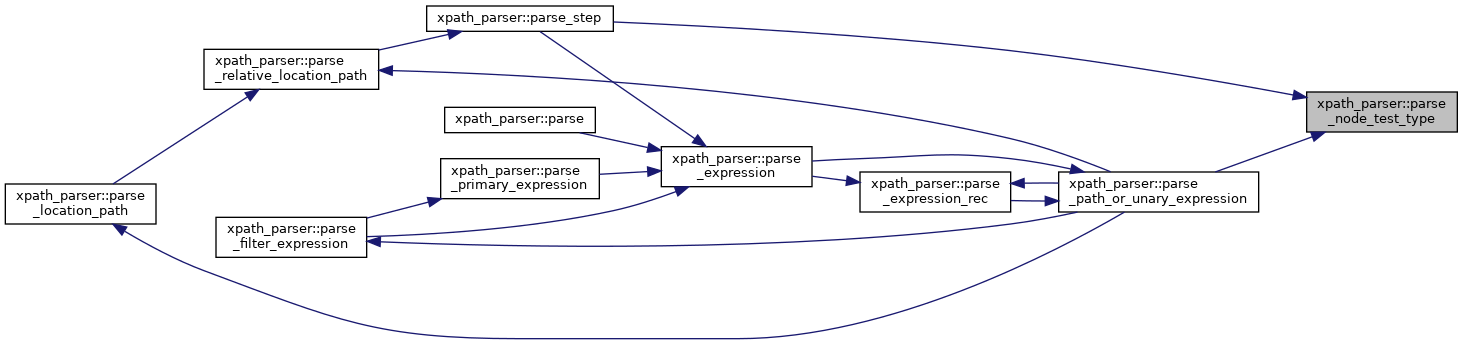 xpath_parser::parse_step
xpath_parser::parse
_relative_location_path
xpath_parser::parse
_node_test_type
xpath_parser::parse
xpath_parser::parse
_expression
xpath_parser::parse
_primary_expression
xpath_parser::parse
_expression_rec
xpath_parser::parse
_path_or_unary_expression
xpath_parser::parse
_location_path
xpath_parser::parse
_filter_expression